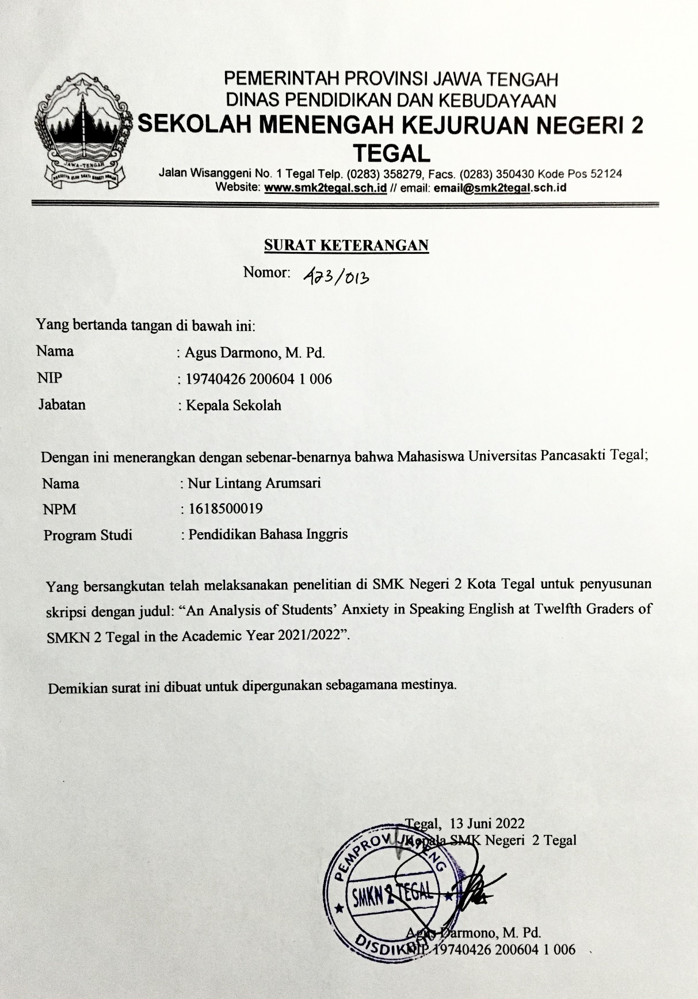 PEMERINTAH PROVINSI JAWA TENGAH
DINAS PENDIDIKAN DAN KEBUDAYAAN
SEKOLAH MENENGAH KEJURUAN NEGERI 2
TEGAL
JAWA-TENGAH
Jalan Wisanggeni No. 1 Tegal Telp. (0283) 358279, Facs. (0283) 350430 Kode Pos 52124
Website: www.smk2tegal.sch.id // email: email@smk2tegal.sch.id
SURAT KETERANGAN
Nomor: 423/013
Yang bertanda tangan di bawah ini:
Nama : Agus Darmono, M. Pd.
NIP : 19740426 200604 1 006
Jabatan : Kepala Sekolah
Dengan ini menerangkan dengan sebenar-benarnya bahwa Mahasiswa Universitas Pancasakti Tegal;
Nama : Nur Lintang Arumsari
NPM : 1618500019
Program Studi : Pendidikan Bahasa Inggris
Yang bersangkutan telah melaksanakan penelitian di SMK Negeri 2 Kota Tegal untuk penyusunan
skripsi dengan judul: “An Analysis of Students’ Anxiety in Speaking English at Twelfth Graders of
SMKN 2 Tegal in the Academic Year 2021/2022”.
Demikian surat ini dibuat untuk dipergunakan sebagamana mestinya.
Tegal, 13 Juni 2022
Kepala SMK Negeri 2 Tegal
PEMPROV JATENG
SMKN 2 TEGAL
DISDIKBUD
Agus Darmono, M. Pd.
NIP 19740426 200604 1 006